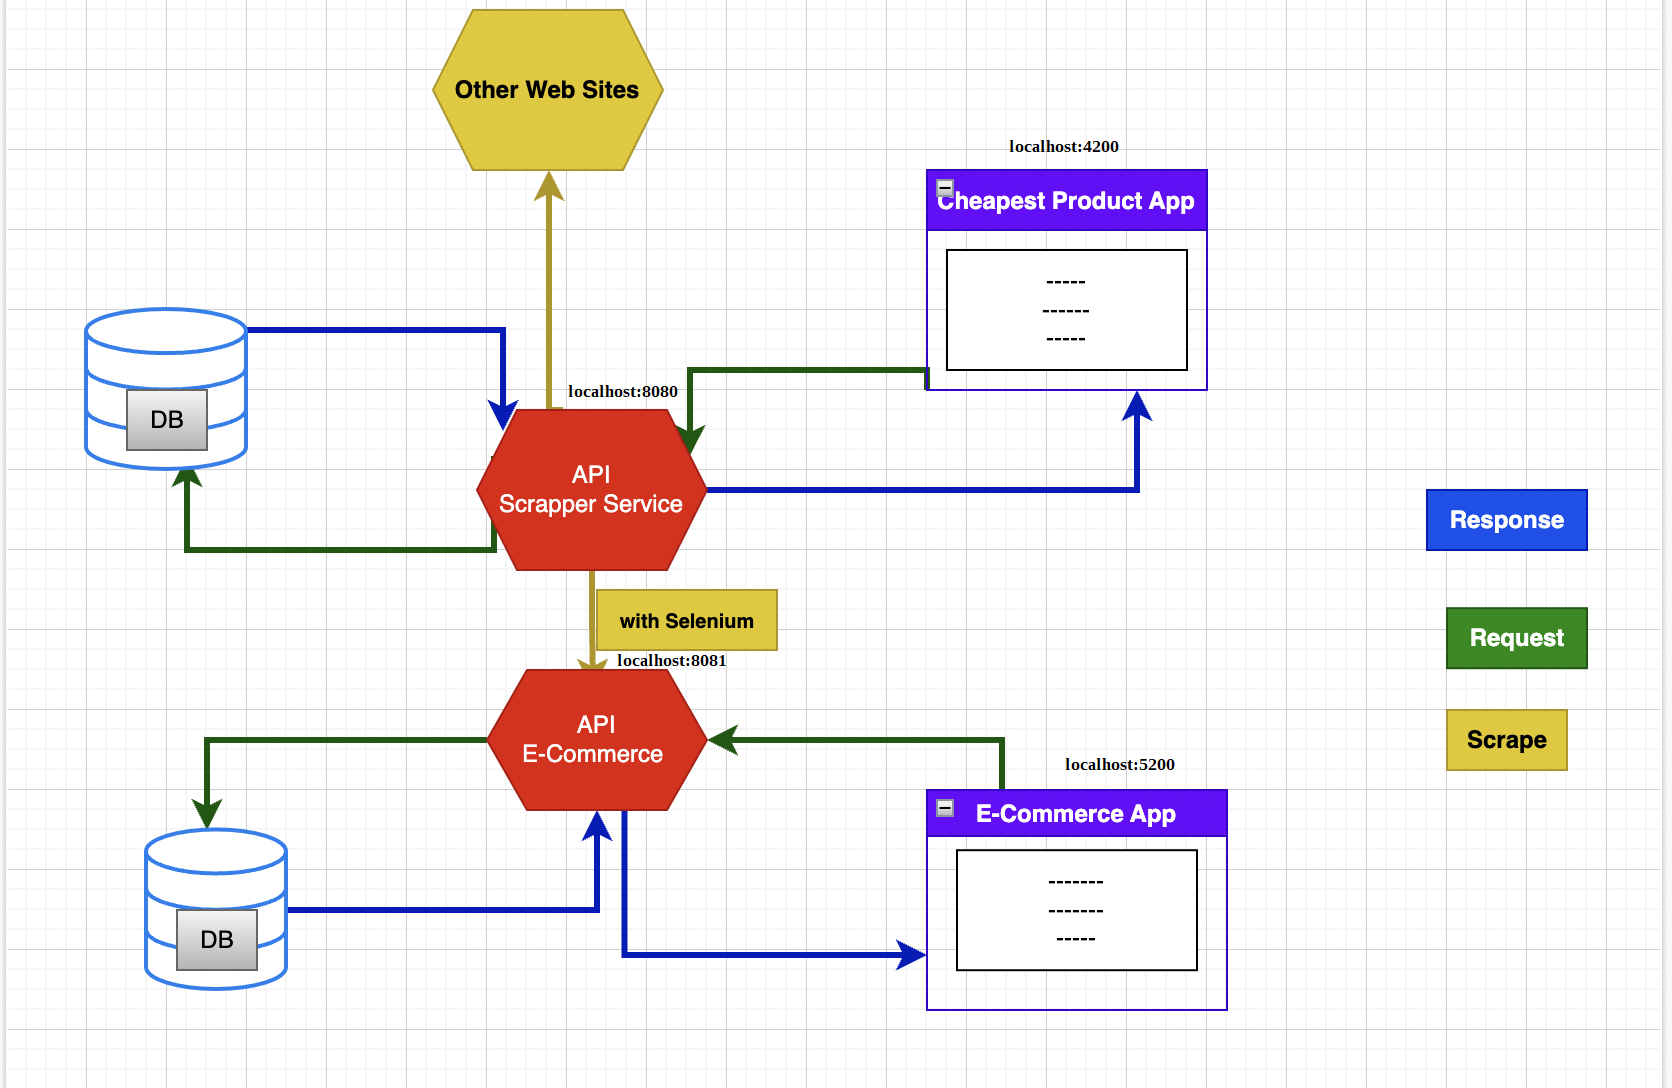 Other Web Sites
localhost:4200
Cheapest Product App
-----
------
-----
DB
localhost:8080
API
Scrapper Service
Response
with Selenium
Request
localhost:8081
API
E-Commerce
Scrape
localhost:5200
E-Commerce App
-------
-------
-----
DB